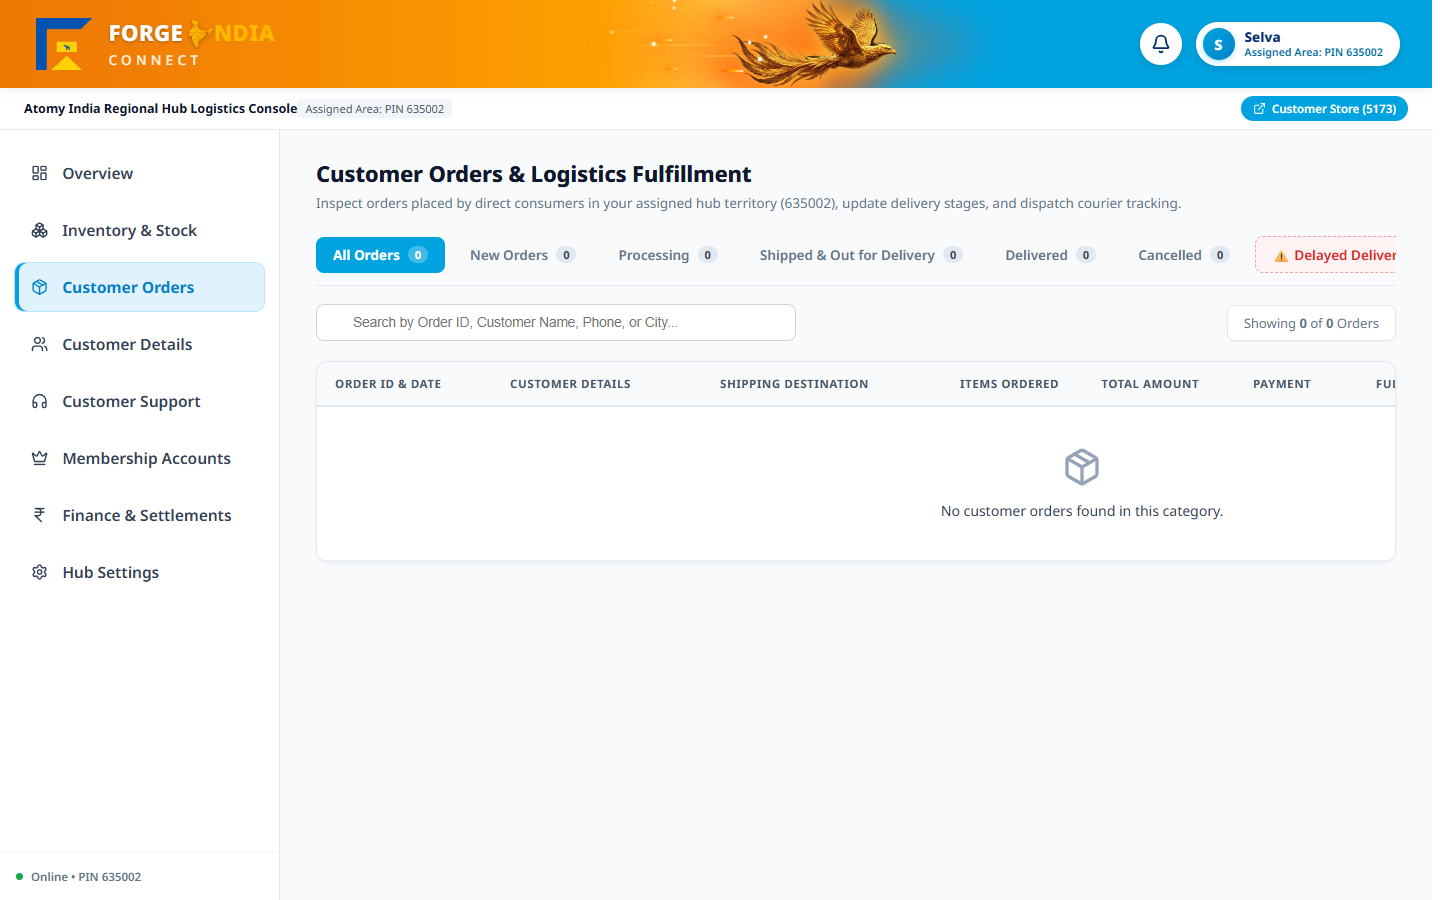 FORGE INDIA
CONNECT
S
Selva
Assigned Area: PIN 635002
Atomy India Regional Hub Logistics Console
Assigned Area: PIN 635002
Customer Store (5173)
Overview
Inventory & Stock
Customer Orders
Customer Details
Customer Support
Membership Accounts
Finance & Settlements
Hub Settings
Online • PIN 635002
Customer Orders & Logistics Fulfillment
Inspect orders placed by direct consumers in your assigned hub territory (635002), update delivery stages, and dispatch courier tracking.
All Orders 0
New Orders 0
Processing 0
Shipped & Out for Delivery 0
Delivered 0
Cancelled 0
⚠ Delayed Deliver
Search by Order ID, Customer Name, Phone, or City...
Showing 0 of 0 Orders
ORDER ID & DATE
CUSTOMER DETAILS
SHIPPING DESTINATION
ITEMS ORDERED
TOTAL AMOUNT
PAYMENT
FUL
No customer orders found in this category.